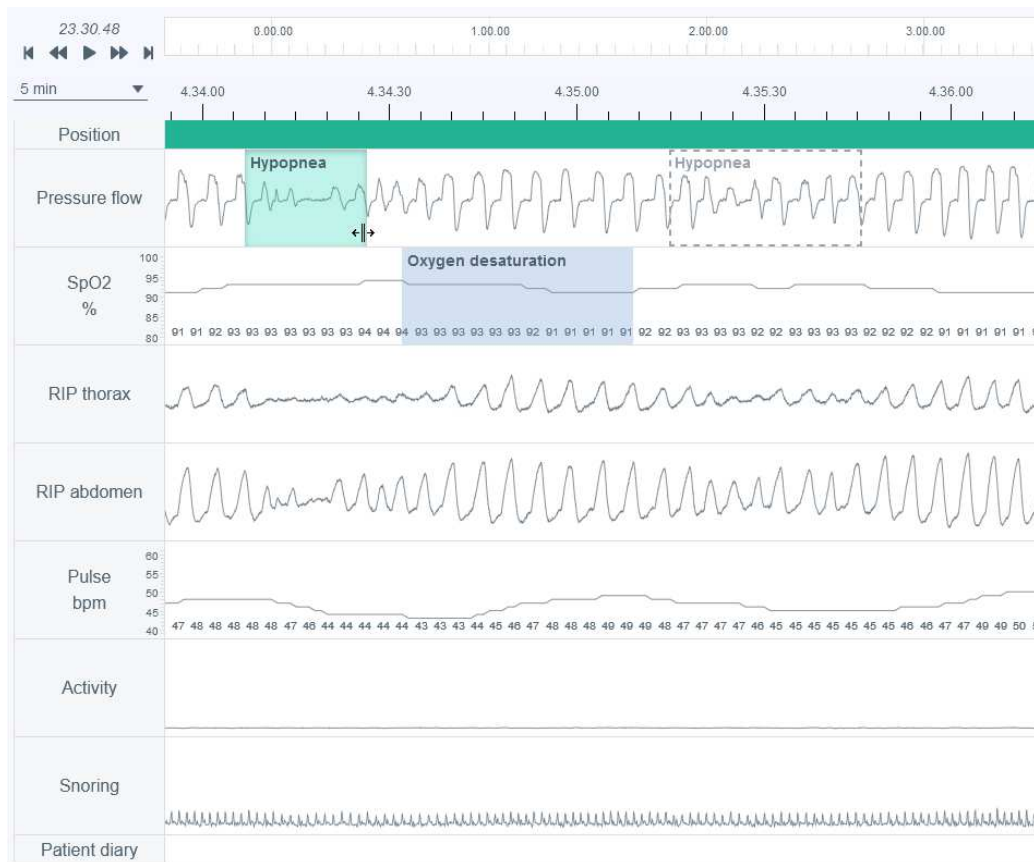 23.30.48
0.00.00 1.00.00 2.00.00 3.00.00
5 min
4.34.00 4.34.30 4.35.00 4.35.30 4.36.00
Position
Pressure flow
Hypopnea Hypopnea
SpO2
%
100
95
90
85
80
Oxygen desaturation
91 91 92 93 93 93 93 93 93 93 94 94 94 93 93 93 93 93 93 92 91 91 91 91 91 92 92 93 93 93 93 92 92 93 93 93 93 92 92 92 92 91 91 91 91 91
RIP thorax
RIP abdomen
Pulse
bpm
60
55
50
45
40
47 48 48 48 48 48 47 46 44 44 44 44 44 43 43 43 44 45 46 47 48 48 48 49 49 49 48 47 47 47 47 46 45 45 45 45 45 45 45 46 46 47 47 49 49 50
Activity
Snoring
Patient diary